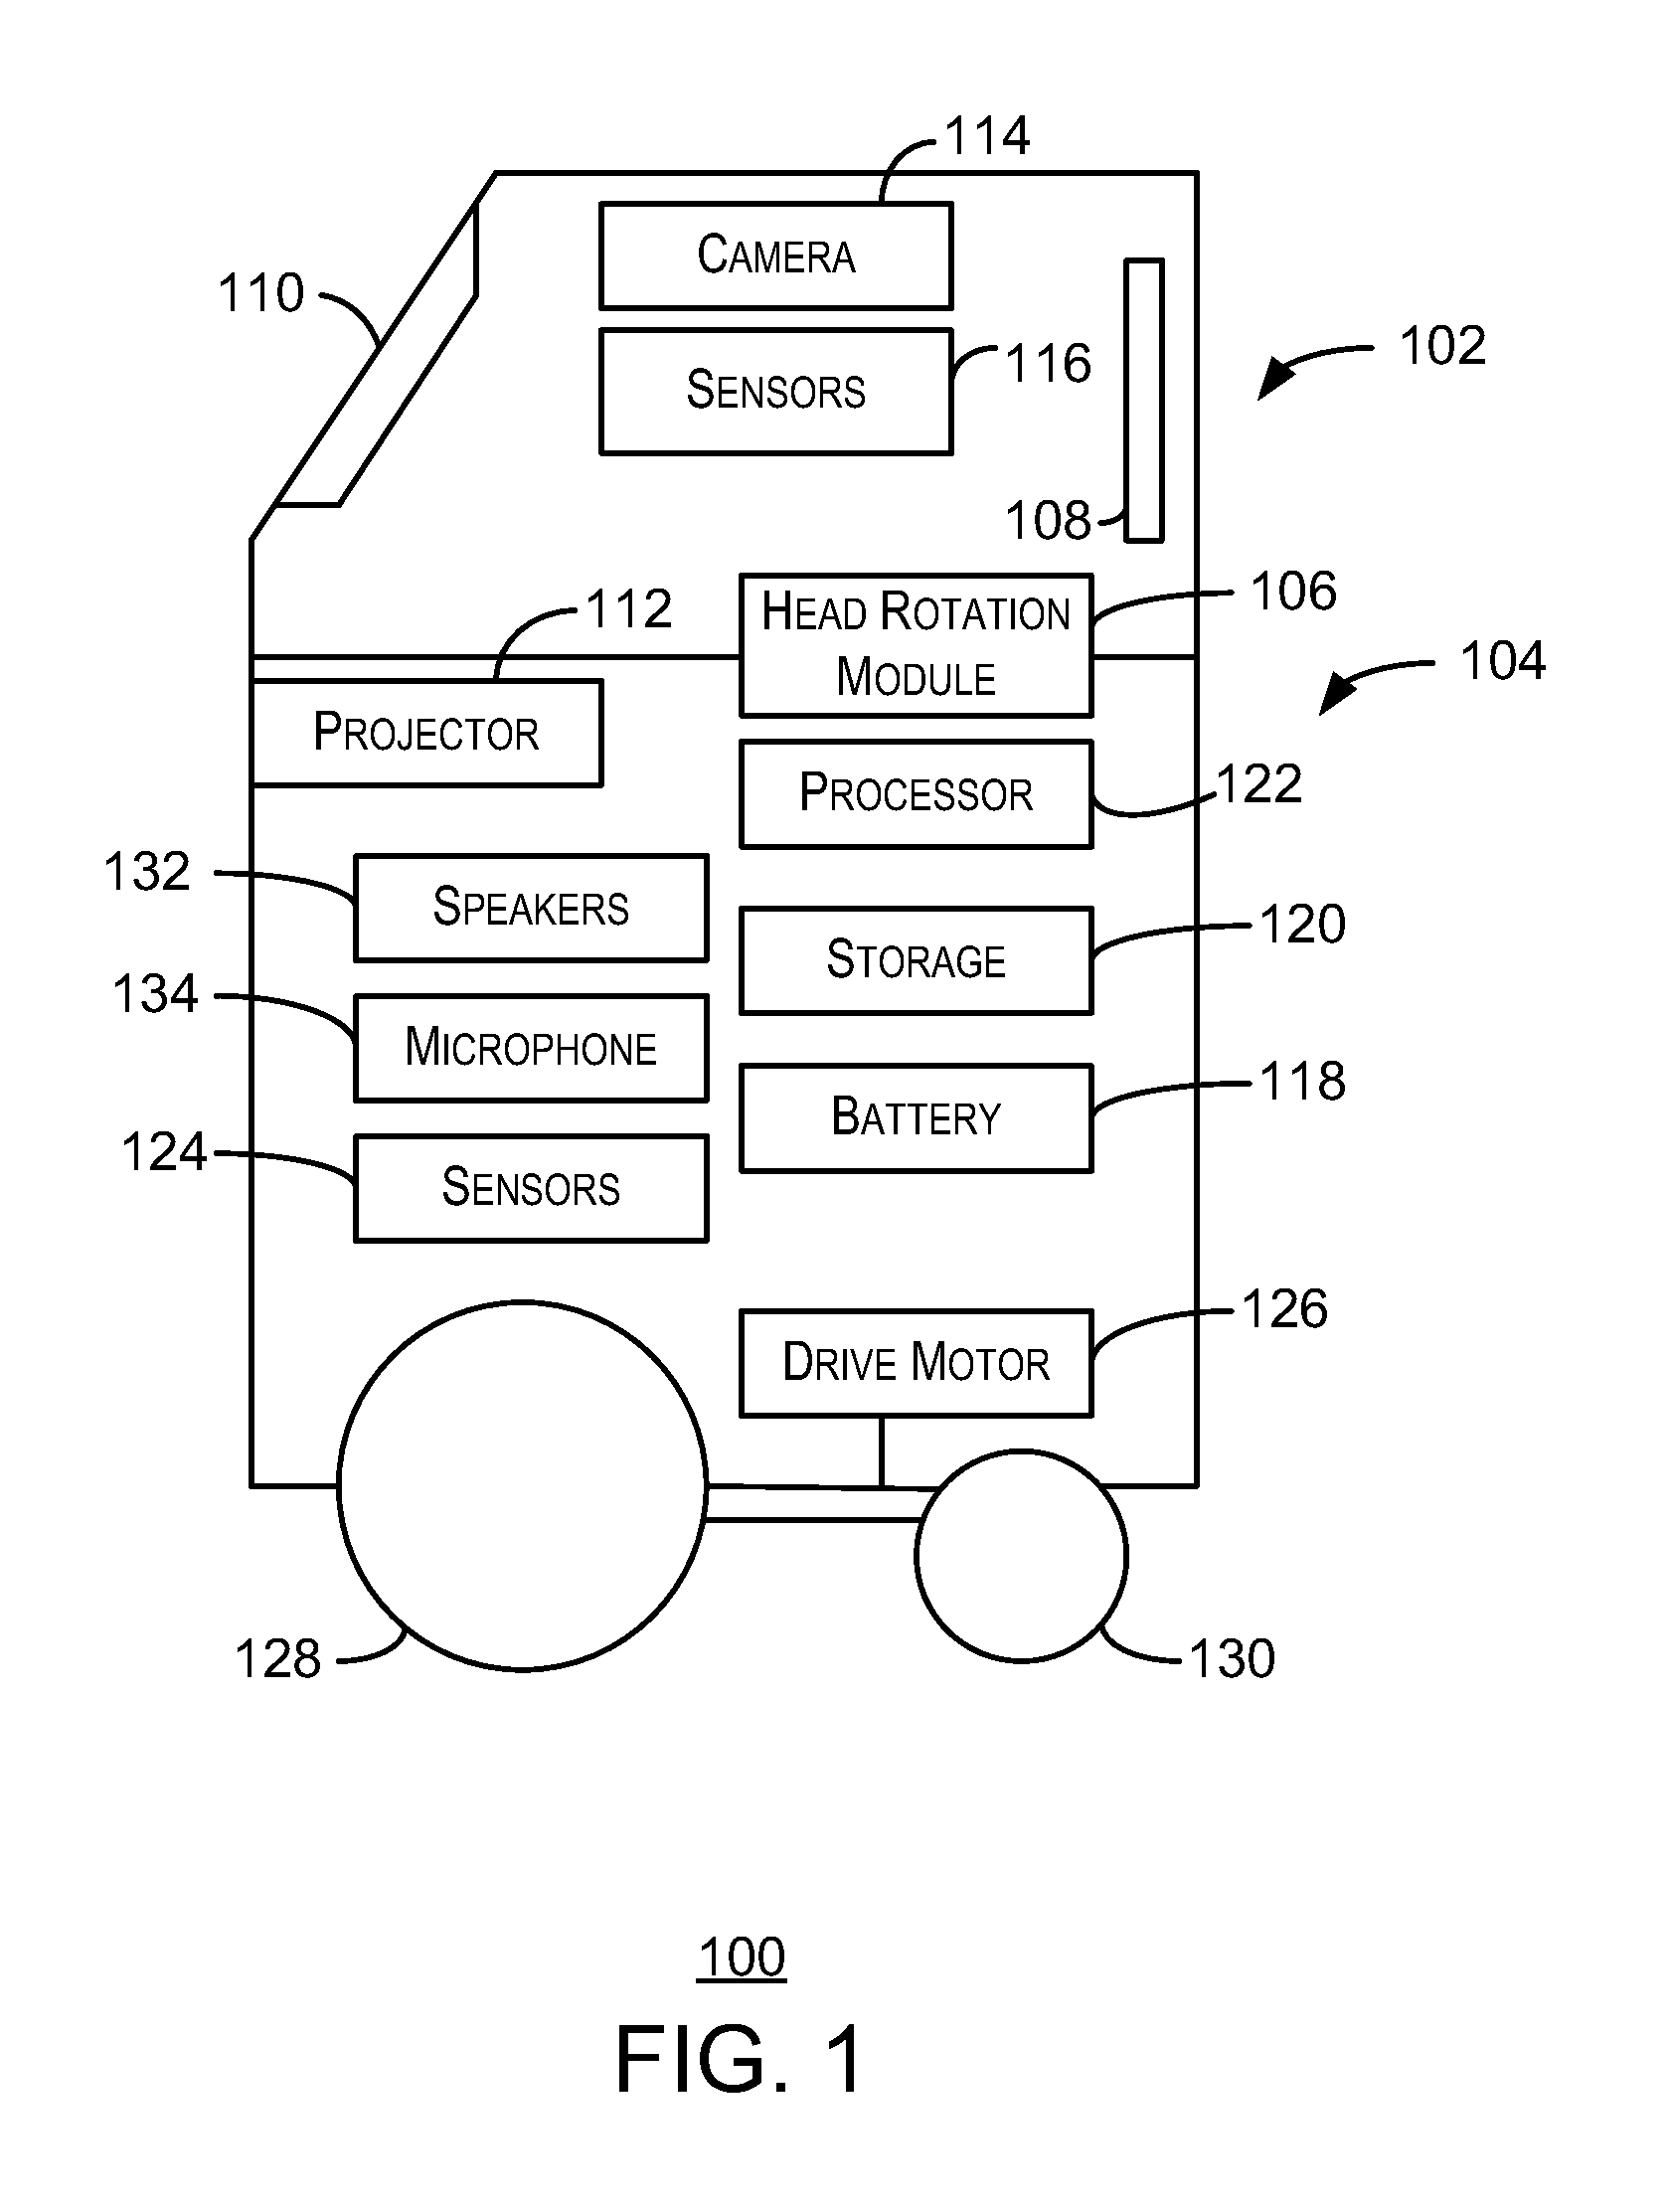 114
CAMERA
110
102
116
SENSORS
108
106
HEAD ROTATION
MODULE
112
104
PROJECTOR
PROCESSOR
122
132
SPEAKERS
120
STORAGE
134
MICROPHONE
118
BATTERY
124
SENSORS
126
DRIVE MOTOR
128
130
100
FIG. 1